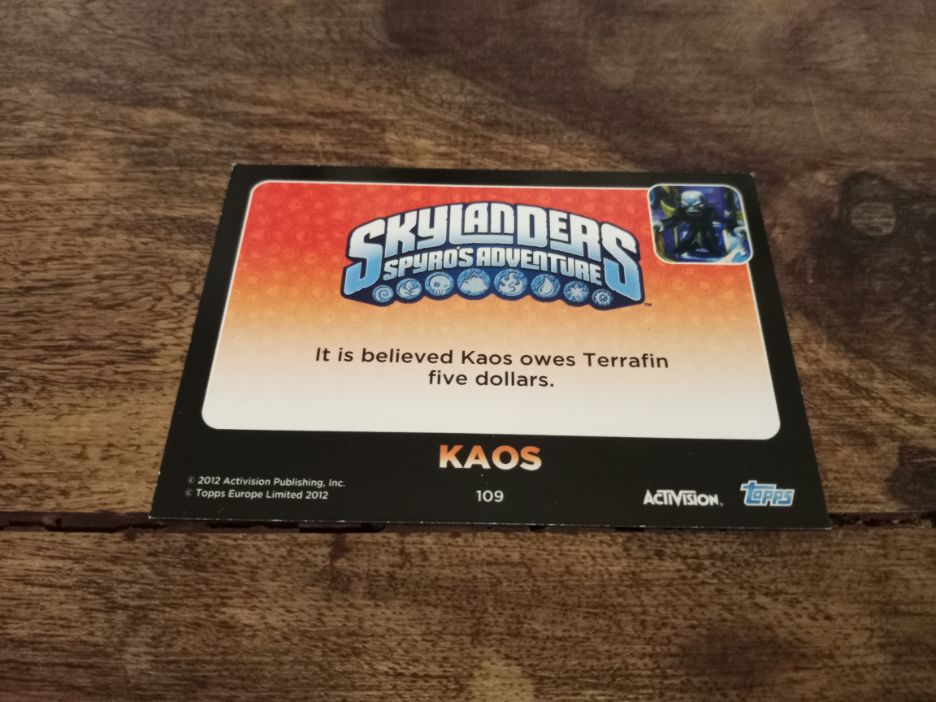 SKYLANDERS
SPYRO'S ADVENTURE
TM
It is believed Kaos owes Terrafin
five dollars.
KAOS
© 2012 Activision Publishing, Inc.
© Topps Europe Limited 2012
109
ACTIVISION.
topps